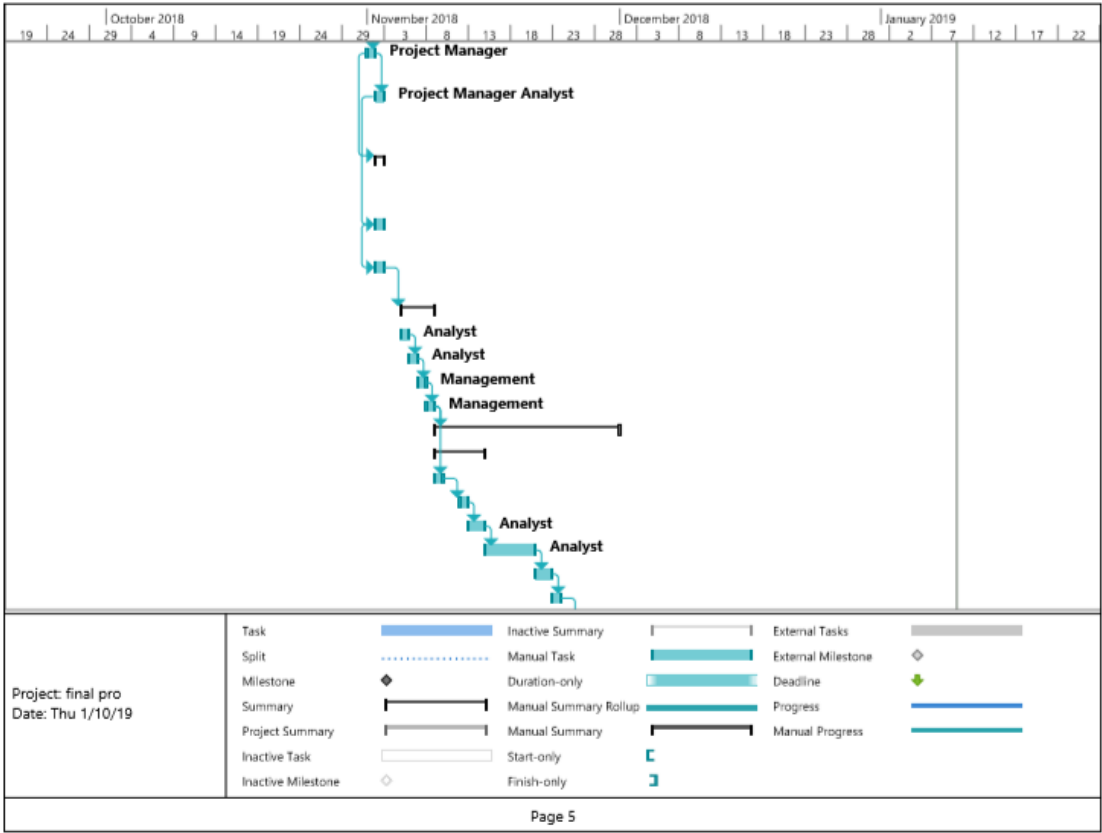 October 2018 November 2018 December 2018 January 2019
19 24 29 4 9 14 19 24 29 3 8 13 18 23 28 3 8 13 18 23 28 2 7 12 17 22
Project Manager
Project Manager Analyst
Analyst
Analyst
Management
Management
Analyst
Analyst
Project: final pro
Date: Thu 1/10/19
Task
Split
Milestone
Summary
Project Summary
Inactive Task
Inactive Milestone
Inactive Summary
Manual Task
Duration-only
Manual Summary Rollup
Manual Summary
Start-only
Finish-only
External Tasks
External Milestone
Deadline
Progress
Manual Progress
Page 5